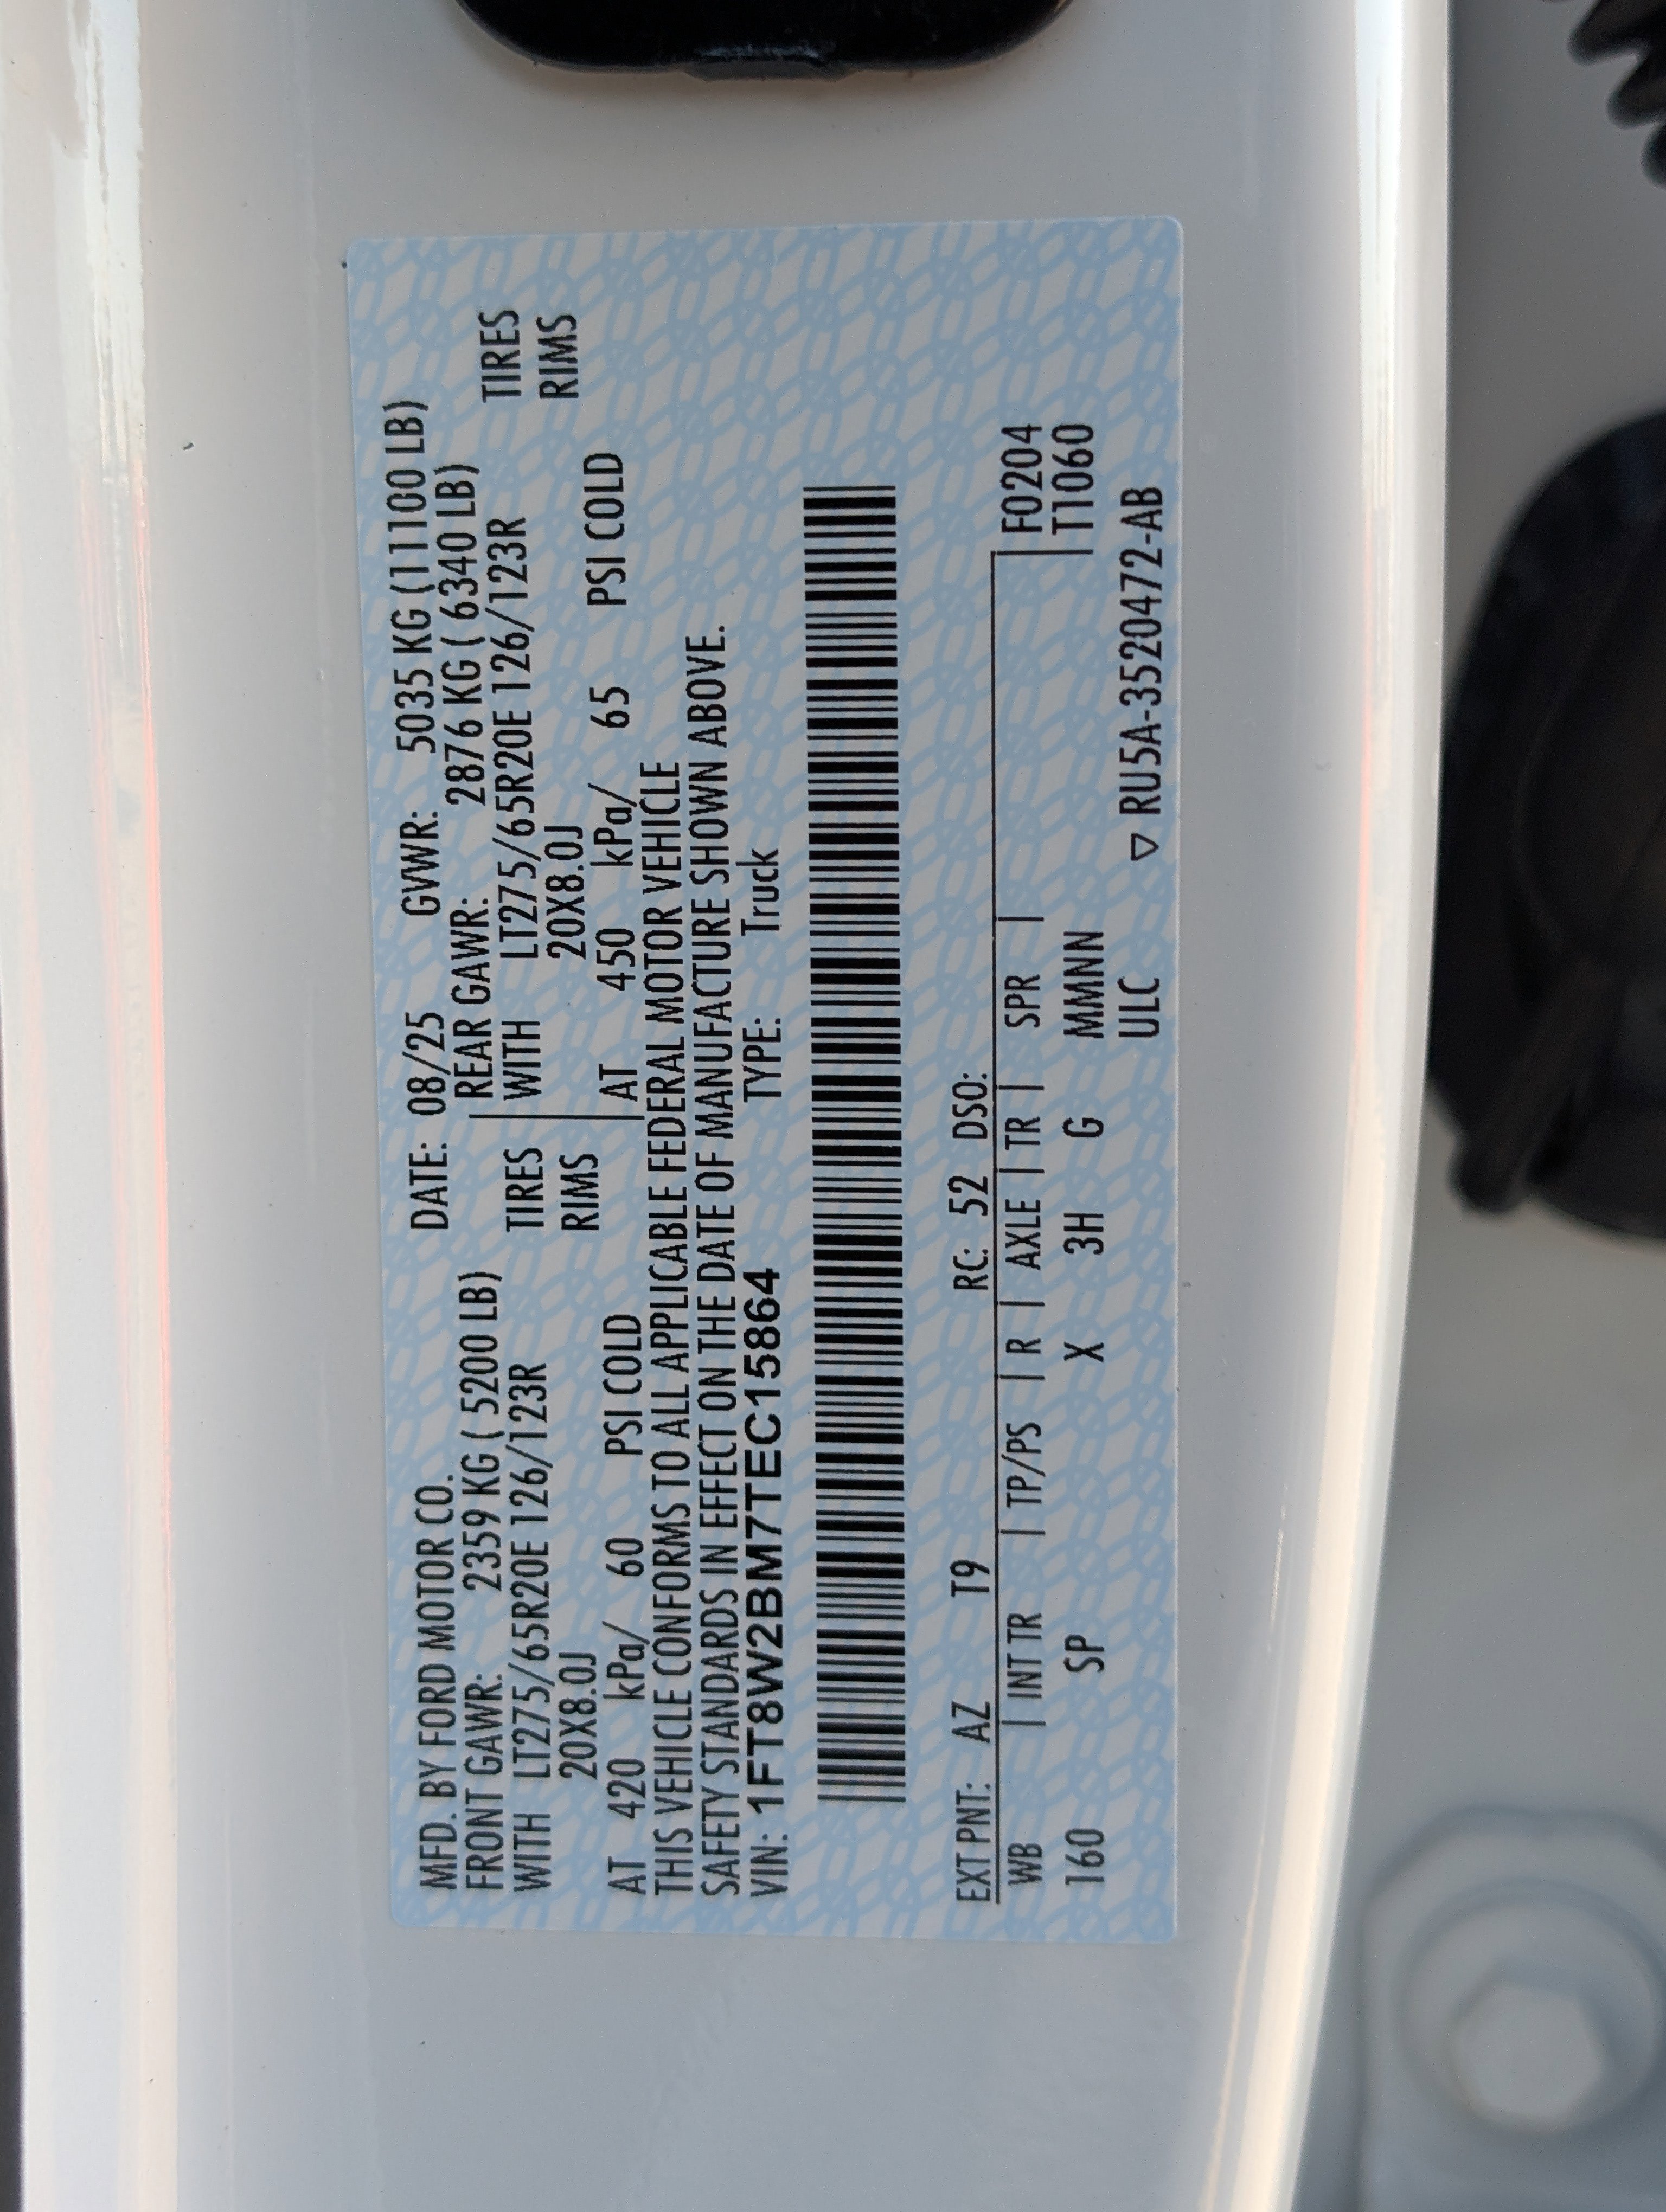 MFD. BY FORD MOTOR CO. DATE: 08/25 GVWR: 5035 KG (11100 LB)
FRONT GAWR: 2359 KG ( 5200 LB) REAR GAWR: 2876 KG ( 6340 LB)
WITH LT275/65R20E 126/123R TIRES WITH LT275/65R20E 126/123R TIRES
20X8.0J RIMS 20X8.0J RIMS
AT 420 kPa/ 60 PSI COLD AT 450 kPa/ 65 PSI COLD
THIS VEHICLE CONFORMS TO ALL APPLICABLE FEDERAL MOTOR VEHICLE
SAFETY STANDARDS IN EFFECT ON THE DATE OF MANUFACTURE SHOWN ABOVE.
VIN: 1FT8W2BM7TEC15864 TYPE: Truck
EXT PNT: AZ T9 RC: 52 DSO:
WB | INT TR | TP/PS | R | AXLE | TR | SPR | F0204
160 SP X 3H G MMNN T1060
ULC ▽ RU5A-3520472-AB